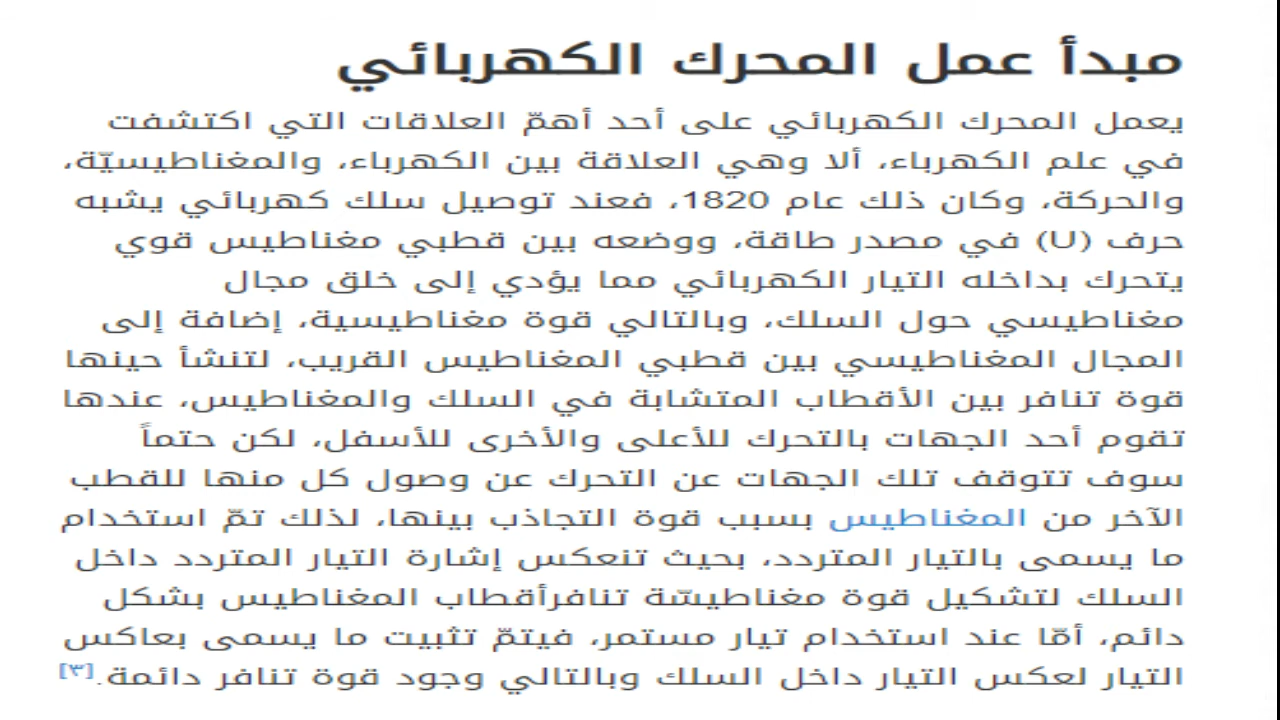 مبدأ عمل المحرك الكهربائي
يعمل المحرك الكهربائي على أحد أهمّ العلاقات التي اكتشفت
في علم الكهرباء، ألا وهي العلاقة بين الكهرباء، والمغناطيسيّة،
والحركة، وكان ذلك عام 1820، فعند توصيل سلك كهربائي يشبه
حرف (U) في مصدر طاقة، ووضعه بين قطبي مغناطيس قوي
يتحرك بداخله التيار الكهربائي مما يؤدي إلى خلق مجال
مغناطيسي حول السلك، وبالتالي قوة مغناطيسية، إضافة إلى
المجال المغناطيسي بين قطبي المغناطيس القريب، لتنشأ حينها
قوة تنافر بين الأقطاب المتشابة في السلك والمغناطيس، عندها
تقوم أحد الجهات بالتحرك للأعلى والأخرى للأسفل، لكن حتماً
سوف تتوقف تلك الجهات عن التحرك عن وصول كل منها للقطب
الآخر من المغناطيس بسبب قوة التجاذب بينها، لذلك تمّ استخدام
ما يسمى بالتيار المتردد، بحيث تنعكس إشارة التيار المتردد داخل
السلك لتشكيل قوة مغناطيسّة تنافرأقطاب المغناطيس بشكل
دائم، أمّا عند استخدام تيار مستمر، فيتمّ تثبيت ما يسمى بعاكس
التيار لعكس التيار داخل السلك وبالتالي وجود قوة تنافر دائمة.[٣]